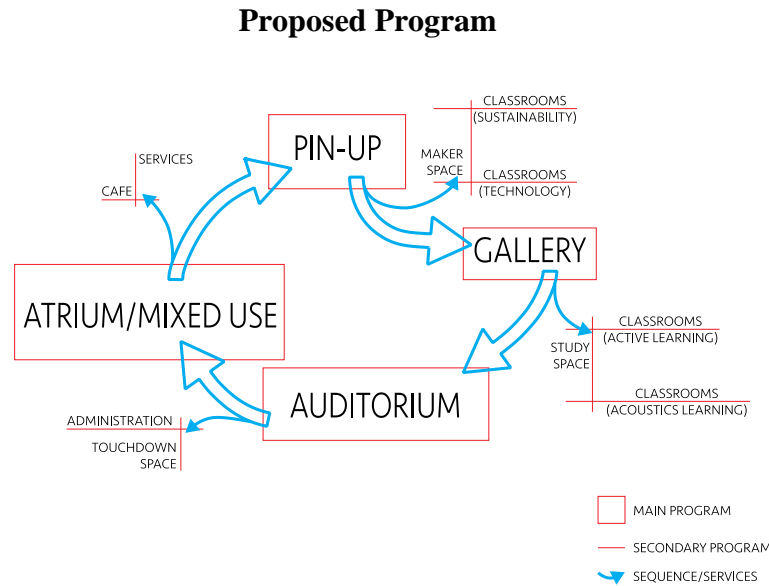 Proposed Program
CLASSROOMS
(SUSTAINABILITY)
PIN-UP
MAKER
SPACE
SERVICES
CLASSROOMS
(TECHNOLOGY)
CAFE
GALLERY
ATRIUM/MIXED USE
CLASSROOMS
(ACTIVE LEARNING)
STUDY
SPACE
AUDITORIUM
CLASSROOMS
(ACOUSTICS LEARNING)
ADMINISTRATION
TOUCHDOWN
SPACE
MAIN PROGRAM
SECONDARY PROGRAM
SEQUENCE/SERVICES